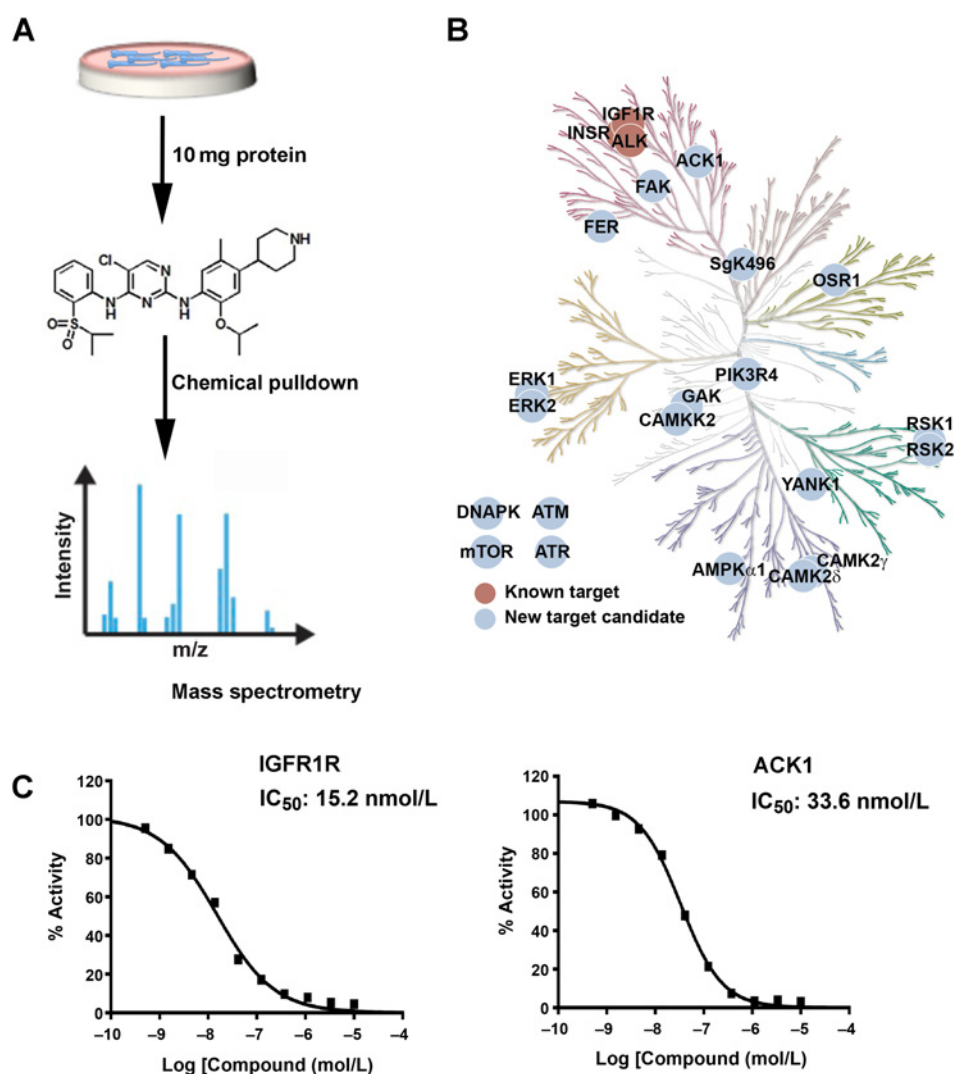 A
10 mg protein
Cl
N
N
N
H
N
H
NH
O
S
O
O
Chemical pulldown
Intensity
m/z
Mass spectrometry
B
IGF1R
INSR
ALK
ACK1
FAK
FER
SgK496
OSR1
PIK3R4
ERK1
ERK2
GAK
CAMKK2
RSK1
RSK2
YANK1
DNAPK
ATM
mTOR
ATR
AMPKα1
CAMK2γ
CAMK2δ
Known target
New target candidate
C
IGFR1R
IC50: 15.2 nmol/L
% Activity
120
100
80
60
40
20
0
–10
–9
–8
–7
–6
–5
–4
Log [Compound (mol/L)
ACK1
IC50: 33.6 nmol/L
% Activity
120
100
80
60
40
20
0
–10
–9
–8
–7
–6
–5
–4
Log [Compound (mol/L)